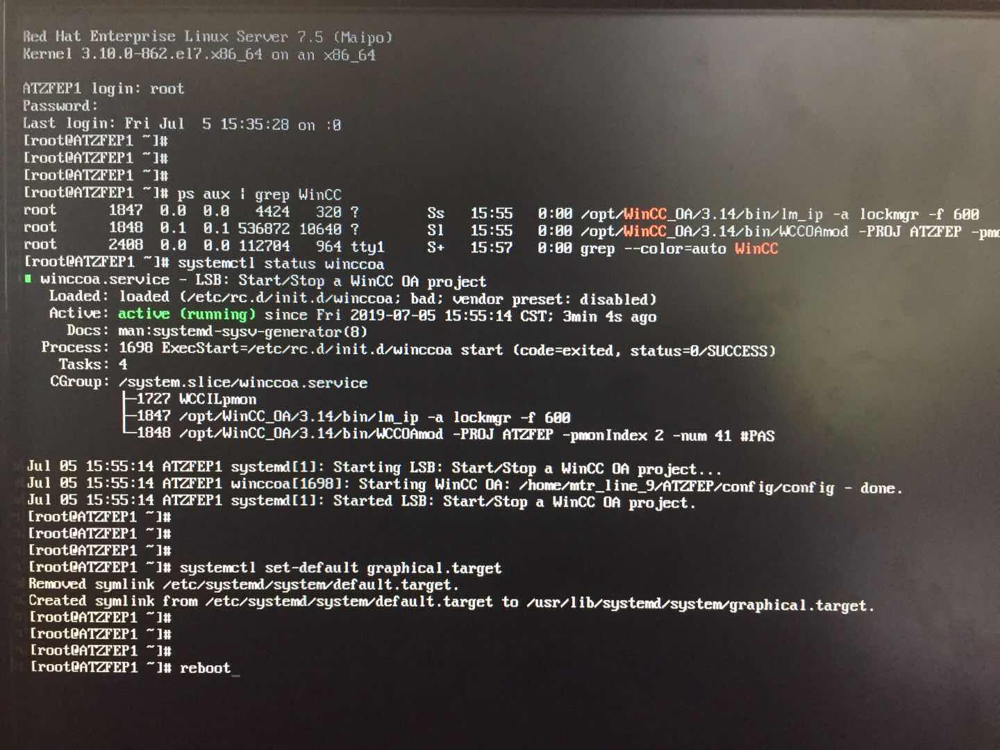 Red Hat Enterprise Linux Server 7.5 (Maipo)
Kernel 3.10.0-862.el7.x86_64 on an x86_64
ATZFEP1 login: root
Password:
Last login: Fri Jul  5 15:35:28 on :0
[root@ATZFEP1 ~]#
[root@ATZFEP1 ~]#
[root@ATZFEP1 ~]#
[root@ATZFEP1 ~]# ps aux | grep WinCC
root      1847  0.0  0.0   4424   320 ?        Ss   15:55   0:00 /opt/WinCC_OA/3.14/bin/lm_ip -a lockmgr -f 600
root      1848  0.1  0.1 536872 10640 ?        Sl   15:55   0:00 /opt/WinCC_OA/3.14/bin/WCCOAmod -PROJ ATZFEP -pmo
root      2408  0.0  0.0 112704   964 tty1     S+   15:57   0:00 grep --color=auto WinCC
[root@ATZFEP1 ~]# systemctl status winccoa
winccoa.service - LSB: Start/Stop a WinCC OA project
Loaded: loaded (/etc/rc.d/init.d/winccoa; bad; vendor preset: disabled)
Active: active (running) since Fri 2019-07-05 15:55:14 CST; 3min 4s ago
Docs: man:systemd-sysv-generator(8)
Process: 1698 ExecStart=/etc/rc.d/init.d/winccoa start (code=exited, status=0/SUCCESS)
Tasks: 4
CGroup: /system.slice/winccoa.service
├─1727 WCCILpmon
├─1847 /opt/WinCC_OA/3.14/bin/lm_ip -a lockmgr -f 600
└─1848 /opt/WinCC_OA/3.14/bin/WCCOAmod -PROJ ATZFEP -pmonIndex 2 -num 41 #PAS
Jul 05 15:55:14 ATZFEP1 systemd[1]: Starting LSB: Start/Stop a WinCC OA project...
Jul 05 15:55:14 ATZFEP1 winccoa[1698]: Starting WinCC OA: /home/mtr_line_9/ATZFEP/config/config - done.
Jul 05 15:55:14 ATZFEP1 systemd[1]: Started LSB: Start/Stop a WinCC OA project.
[root@ATZFEP1 ~]#
[root@ATZFEP1 ~]#
[root@ATZFEP1 ~]#
[root@ATZFEP1 ~]# systemctl set-default graphical.target
Removed symlink /etc/systemd/system/default.target.
Created symlink from /etc/systemd/system/default.target to /usr/lib/systemd/system/graphical.target.
[root@ATZFEP1 ~]#
[root@ATZFEP1 ~]#
[root@ATZFEP1 ~]#
[root@ATZFEP1 ~]# reboot_